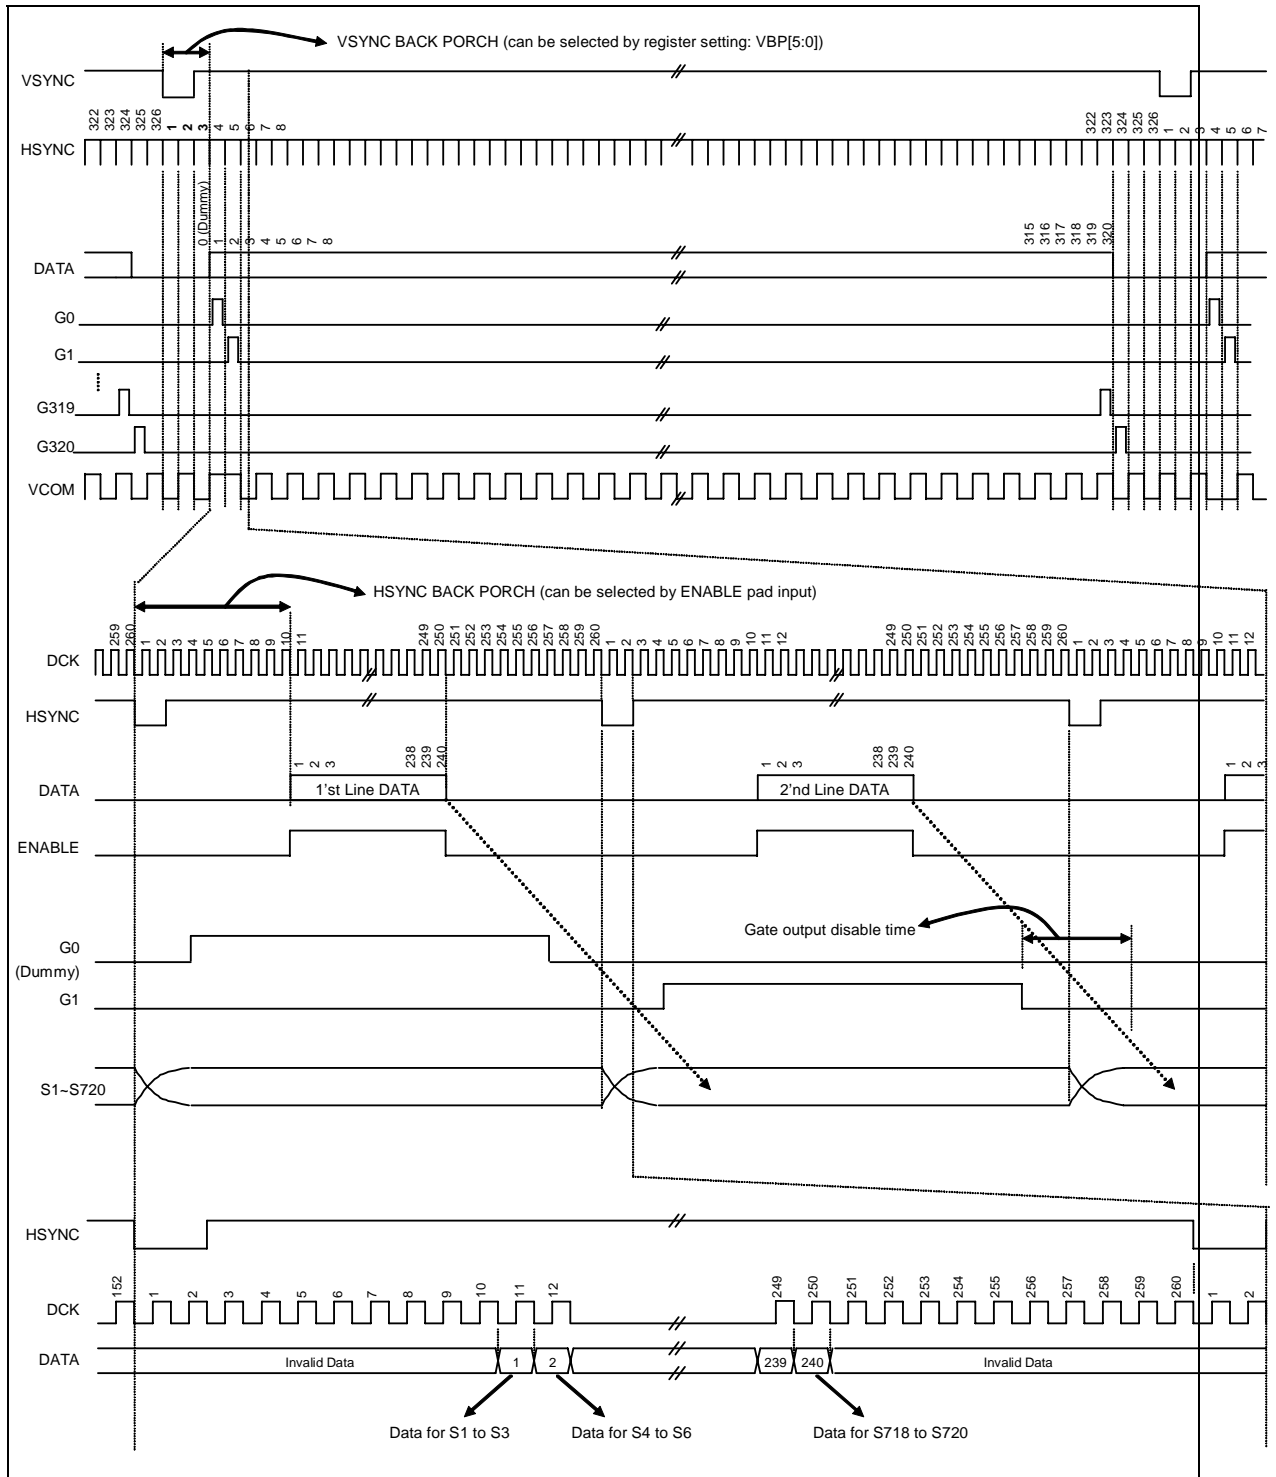 VSYNC BACK PORCH (can be selected by register setting: VBP[5:0])
VSYNC
322 323 324 325 326 1 2 3 4 5 6 7 8
322 323 324 325 326 1 2 3 4 5 6 7
HSYNC
0 (Dummy) 1 2 3 4 5 6 7 8
315 316 317 318 319 320
DATA
G0
G1
G319
G320
VCOM
HSYNC BACK PORCH (can be selected by ENABLE pad input)
259 260 1 2 3 4 5 6 7 8 9 10 11
249 250 251 252 253 254 255 256 257 258 259 260 1 2 3 4 5 6 7 8 9 10 11 12
249 250 251 252 253 254 255 256 257 258 259 260 1 2 3 4 5 6 7 8 9 10 11 12
DCK
HSYNC
1 2 3 238 239 240
1 2 3 238 239 240
1 2 3
DATA
1'st Line DATA
2'nd Line DATA
ENABLE
Gate output disable time
G0
(Dummy)
G1
S1~S720
HSYNC
152 1 2 3 4 5 6 7 8 9 10 11 12
249 250 251 252 253 254 255 256 257 258 259 260 1 2
DCK
DATA
Invalid Data
1
2
239
240
Invalid Data
Data for S1 to S3
Data for S4 to S6
Data for S718 to S720